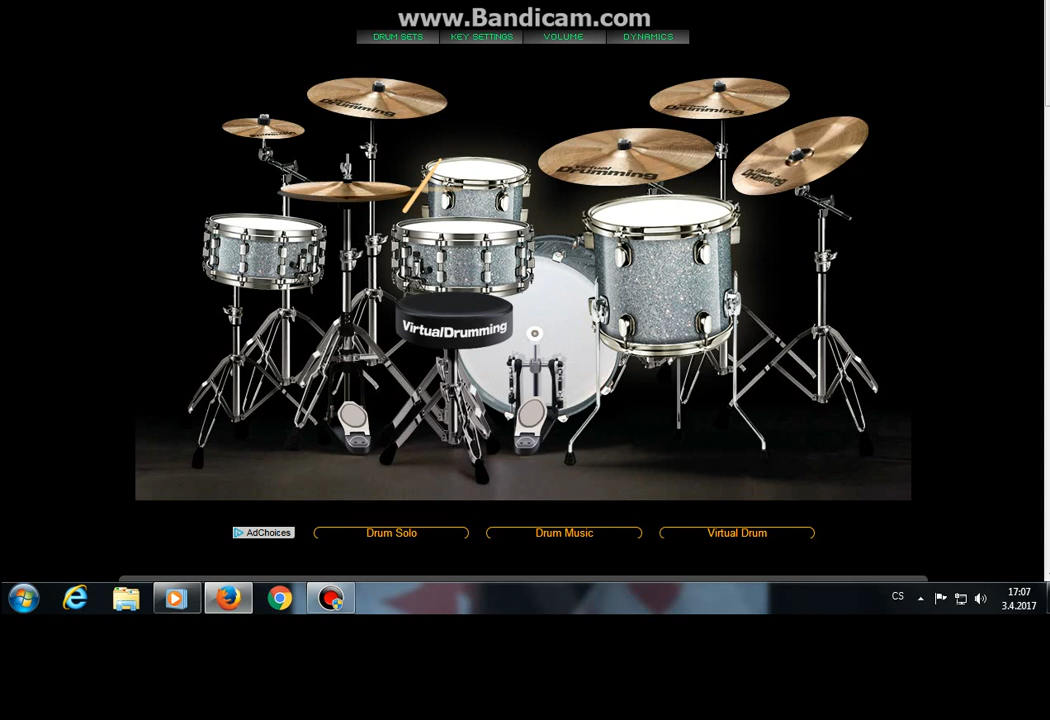 www.Bandicam.com
DRUM SETS KEY SETTINGS VOLUME DYNAMICS
Drumming
Drumming
Virtual
Drumming
Drumming
VirtualDrumming
AdChoices Drum Solo Drum Music Virtual Drum
CS 17:07
3.4.2017